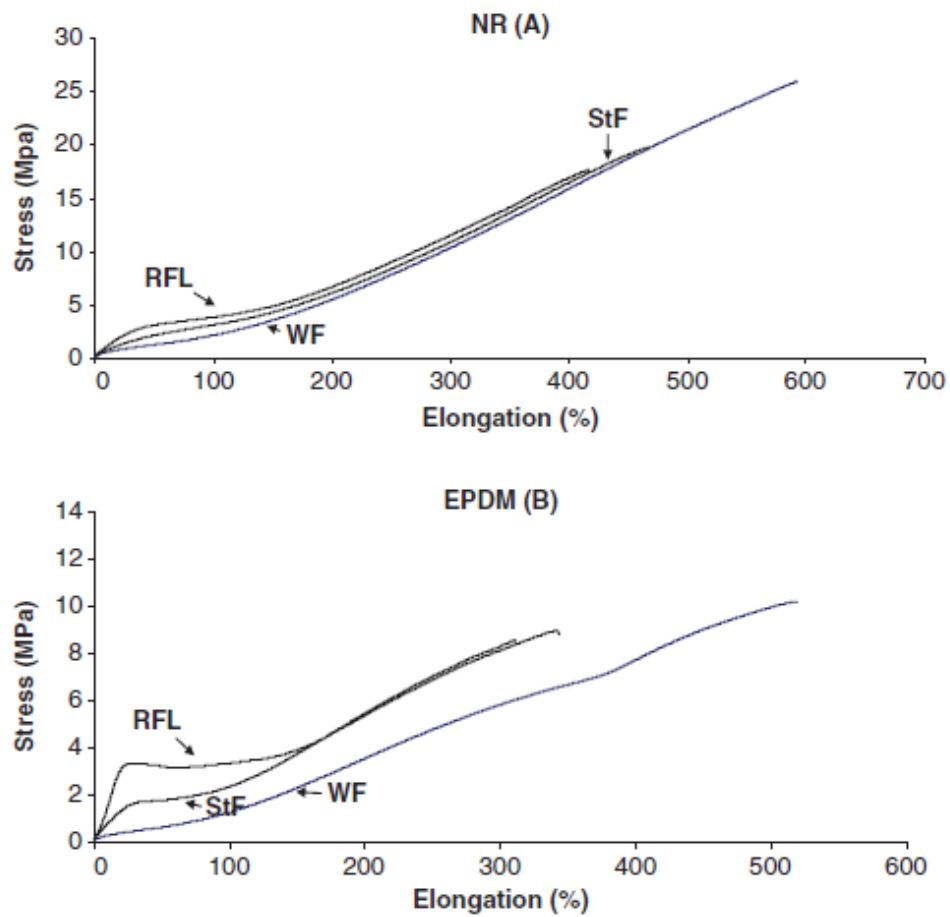 NR (A)
30
25
20
15
10
5
0
Stress (Mpa)
StF
RFL
WF
0 100 200 300 400 500 600 700
Elongation (%)
EPDM (B)
14
12
10
8
6
4
2
0
Stress (MPa)
RFL
StF
WF
0 100 200 300 400 500 600
Elongation (%)